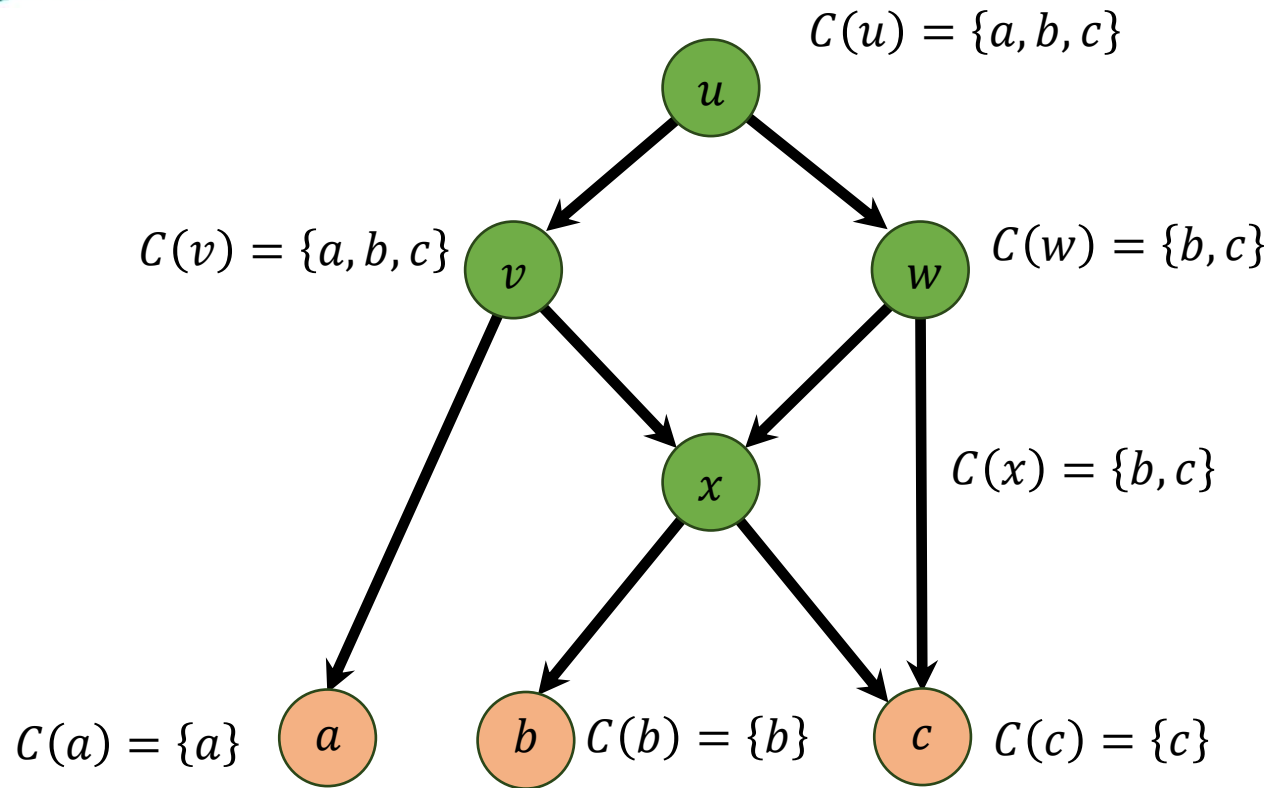 C(u) = {a, b, c}
u
C(v) = {a, b, c}
v
w
C(w) = {b, c}
x
C(x) = {b, c}
C(a) = {a}
a
b
C(b) = {b}
c
C(c) = {c}